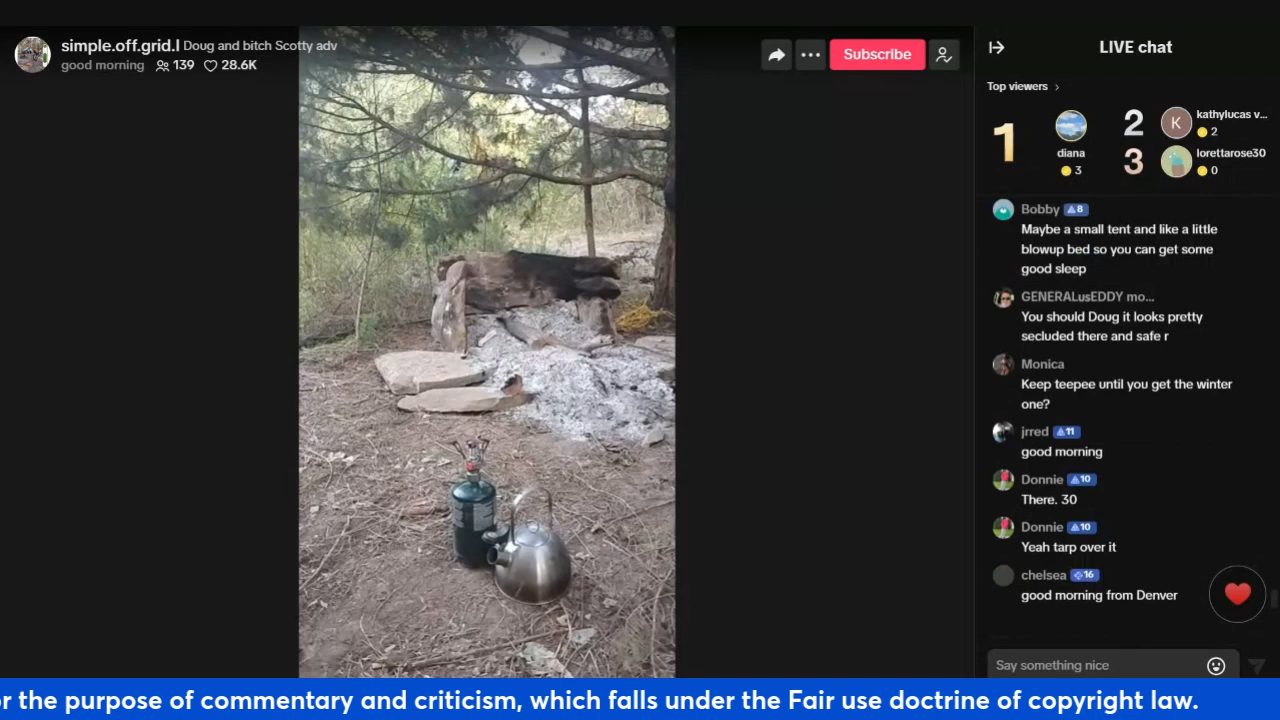 simple.off.grid.l Doug and bitch Scotty adv
good morning 139 28.6K
Subscribe
LIVE chat
Top viewers
1
diana
3
2
K
kathylucas v...
2
3
lorettarose30
0
Bobby 8
Maybe a small tent and like a little
blowup bed so you can get some
good sleep
GENERALusEDDY mo...
You should Doug it looks pretty
secluded there and safe r
Monica
Keep teepee until you get the winter
one?
jrred 11
good morning
Donnie 10
There. 30
Donnie 10
Yeah tarp over it
chelsea 16
good morning from Denver
Say something nice
or the purpose of commentary and criticism, which falls under the Fair use doctrine of copyright law.